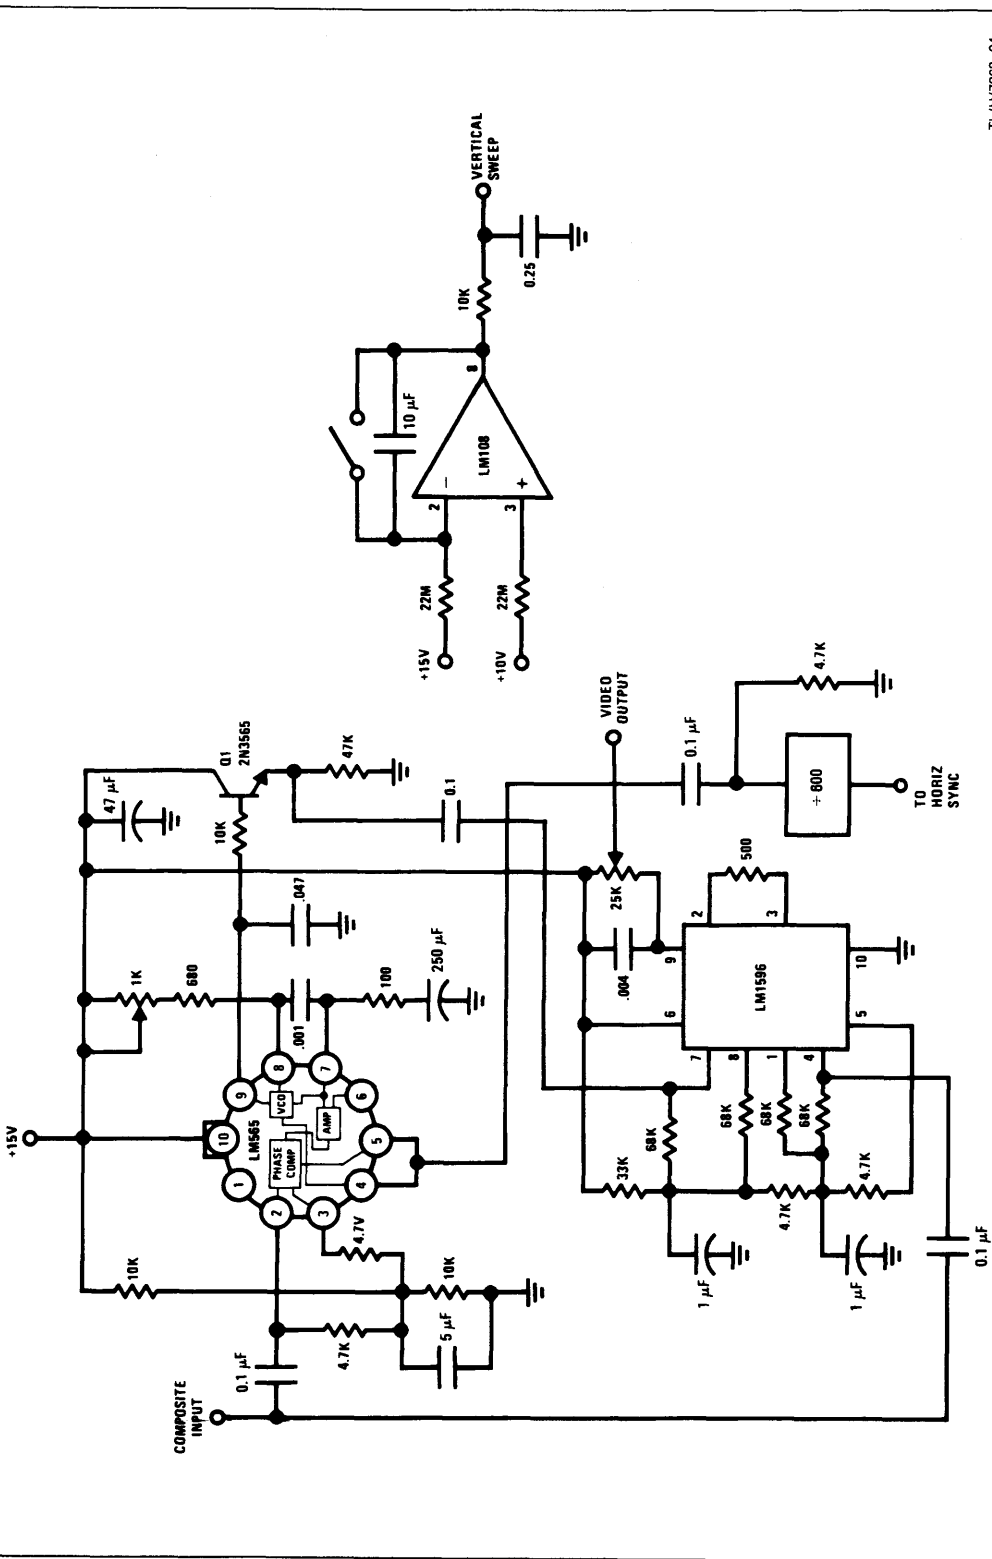 +15V
COMPOSITE
INPUT
0.1 μF
4.7K
10K
5 μF
10K
4.7V
LM565
PHASE
COMP
VCO
AMP
1
2
3
4
5
6
7
8
9
10
1K
680
.001
100
250 μF
.047
10K
47 μF
Q1
2N3565
47K
0.1
VERTICAL
SWEEP
10K
0.25
10 μF
LM108
2
3
8
−
+
22M
+15V
22M
+10V
VIDEO
OUTPUT
25K
.004
33K
68K
68K
68K
68K
4.7K
4.7K
1 μF
1 μF
0.1 μF
LM1596
7
8
1
4
6
9
2
3
10
5
500
0.1 μF
4.7K
÷ 800
TO
HORIZ
SYNC